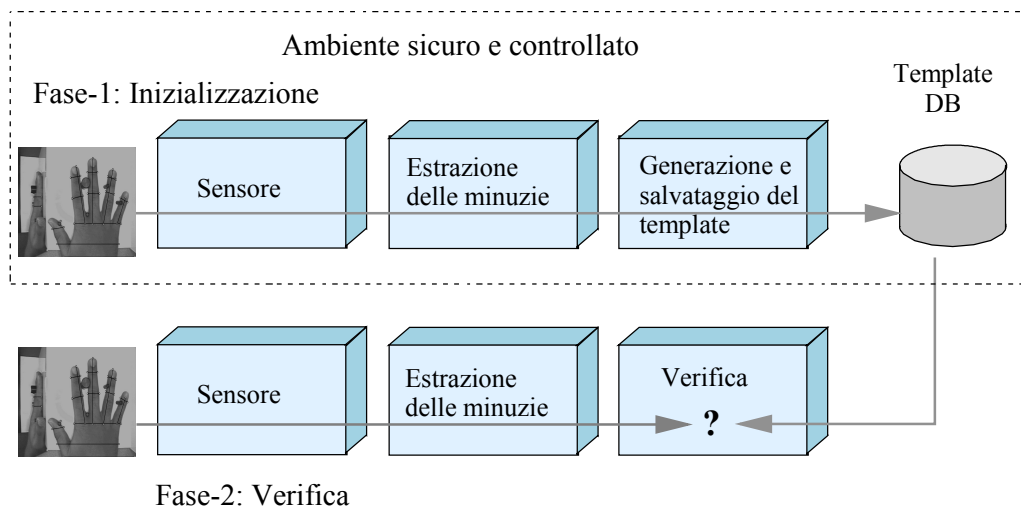 Ambiente sicuro e controllato
Template
DB
Fase-1: Inizializzazione
Sensore
Estrazione
delle minuzie
Generazione e
salvataggio del
template
Sensore
Estrazione
delle minuzie
Verifica
?
Fase-2: Verifica